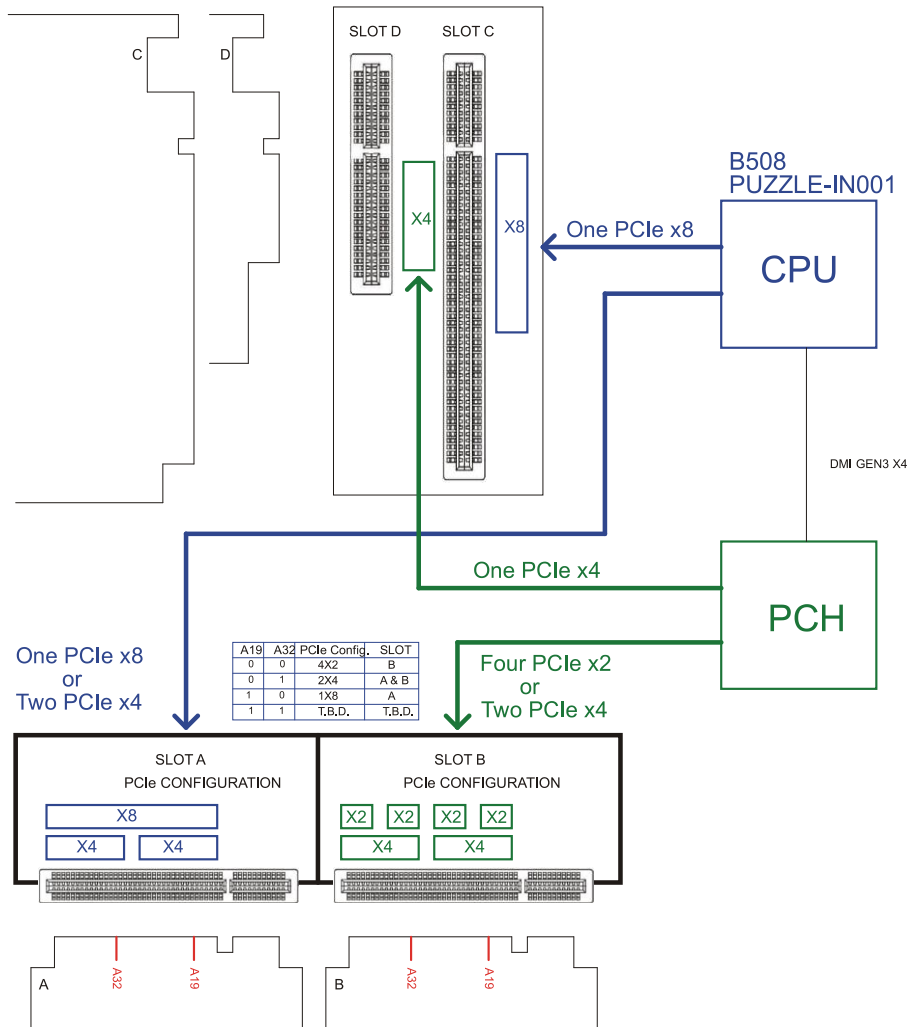 C
D
SLOT D
SLOT C
X4
X8
B508
PUZZLE-IN001
One PCIe x8
CPU
DMI GEN3 X4
One PCIe x4
PCH
One PCIe x8
or
Two PCIe x4
A19 A32 PCIe Config. SLOT
0 0 4X2 B
0 1 2X4 A & B
1 0 1X8 A
1 1 T.B.D. T.B.D.
Four PCIe x2
or
Two PCIe x4
SLOT A
PCIe CONFIGURATION
X8
X4 X4
SLOT B
PCIe CONFIGURATION
X2 X2 X2 X2
X4 X4
A
A32
A19
B
A32
A19